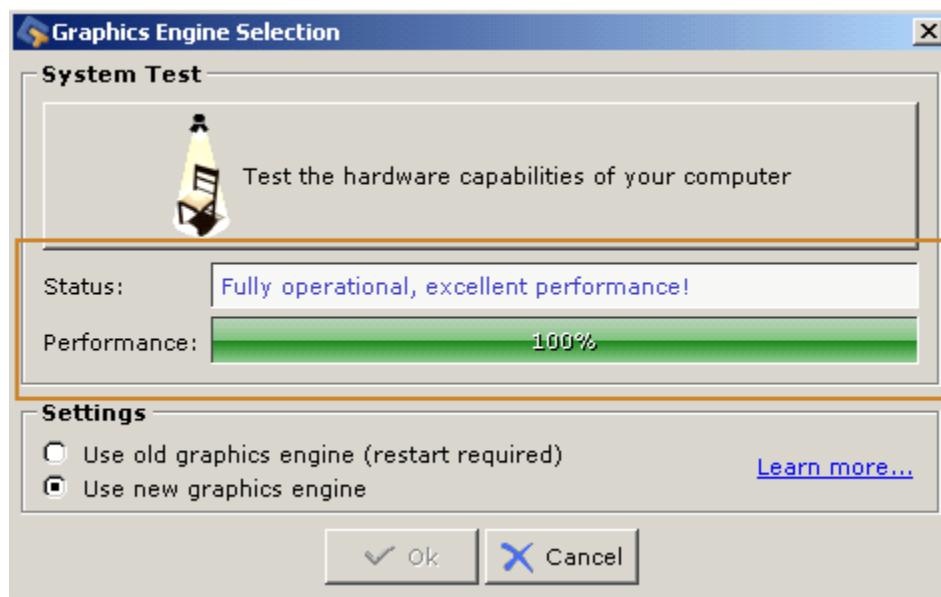 Graphics Engine Selection
System Test
Test the hardware capabilities of your computer
Status: Fully operational, excellent performance!
Performance: 100%
Settings
Use old graphics engine (restart required)
Learn more...
Use new graphics engine
Ok Cancel